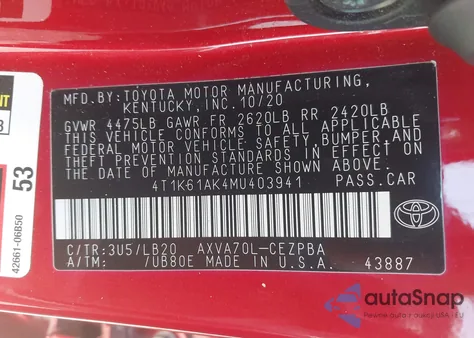 MFD.BY:TOYOTA MOTOR MANUFACTURING,
KENTUCKY,INC.10/20
GVWR 4475LB GAWR FR 2620LB RR 2420LB
THIS VEHICLE CONFORMS TO ALL APPLICABLE
FEDERAL MOTOR VEHICLE SAFETY, BUMPER, AND
THEFT PREVENTION STANDARDS IN EFFECT ON
THE DATE OF MANUFACTURE SHOWN ABOVE.
4T1K61AK4MU403941 PASS.CAR
C/TR:3U5/LB20 AXVA70L-CEZPBA
A/TM: /UB80E MADE IN U.S.A. 43887
TOYOTA
53
42661-06B50
autoSnap